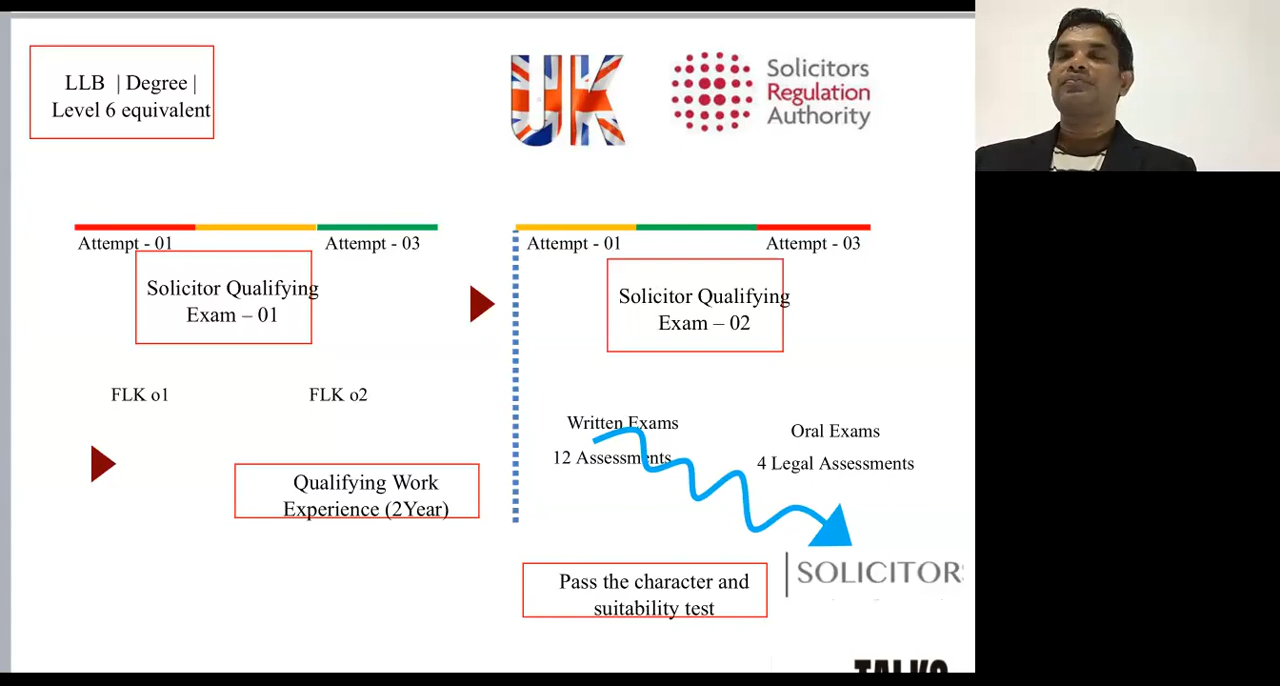 LLB | Degree |
Level 6 equivalent
UK
Solicitors
Regulation
Authority
Attempt - 01
Attempt - 03
Solicitor Qualifying
Exam – 01
FLK o1
FLK o2
Qualifying Work
Experience (2Year)
Attempt - 01
Attempt - 03
Solicitor Qualifying
Exam – 02
Written Exams
12 Assessments
Oral Exams
4 Legal Assessments
Pass the character and
suitability test
SOLICITOR
TALKS